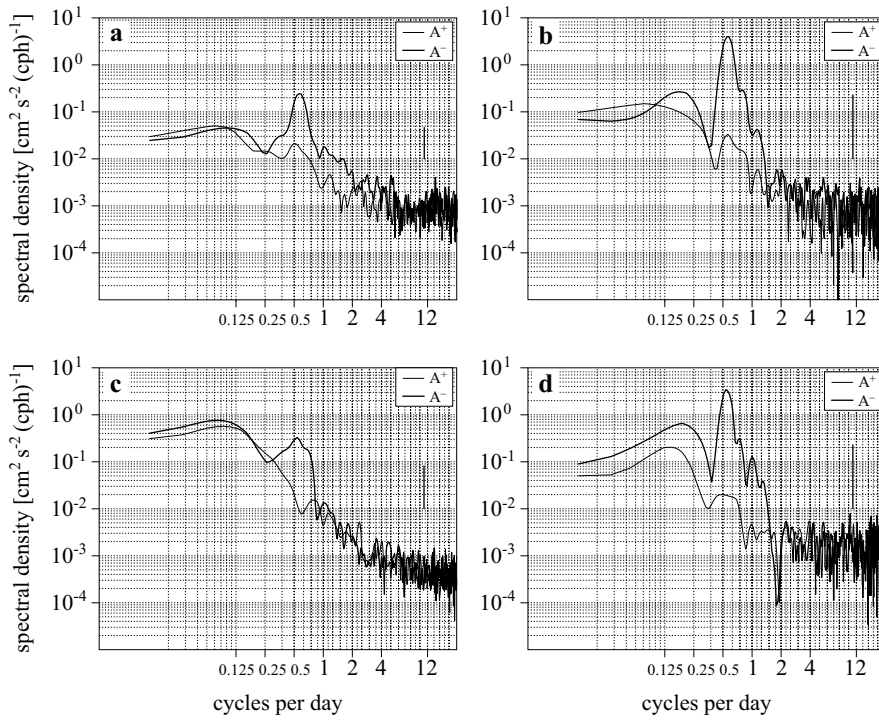 a
A⁺
A⁻
b
A⁺
A⁻
10¹
10⁰
10⁻¹
10⁻²
10⁻³
10⁻⁴
10¹
10⁰
10⁻¹
10⁻²
10⁻³
10⁻⁴
spectral density [cm² s⁻² (cph)⁻¹]
0.125 0.25 0.5 1 2 4 12
0.125 0.25 0.5 1 2 4 12
c
A⁺
A⁻
d
A⁺
A⁻
10¹
10⁰
10⁻¹
10⁻²
10⁻³
10⁻⁴
10¹
10⁰
10⁻¹
10⁻²
10⁻³
10⁻⁴
spectral density [cm² s⁻² (cph)⁻¹]
0.125 0.25 0.5 1 2 4 12
0.125 0.25 0.5 1 2 4 12
cycles per day
cycles per day